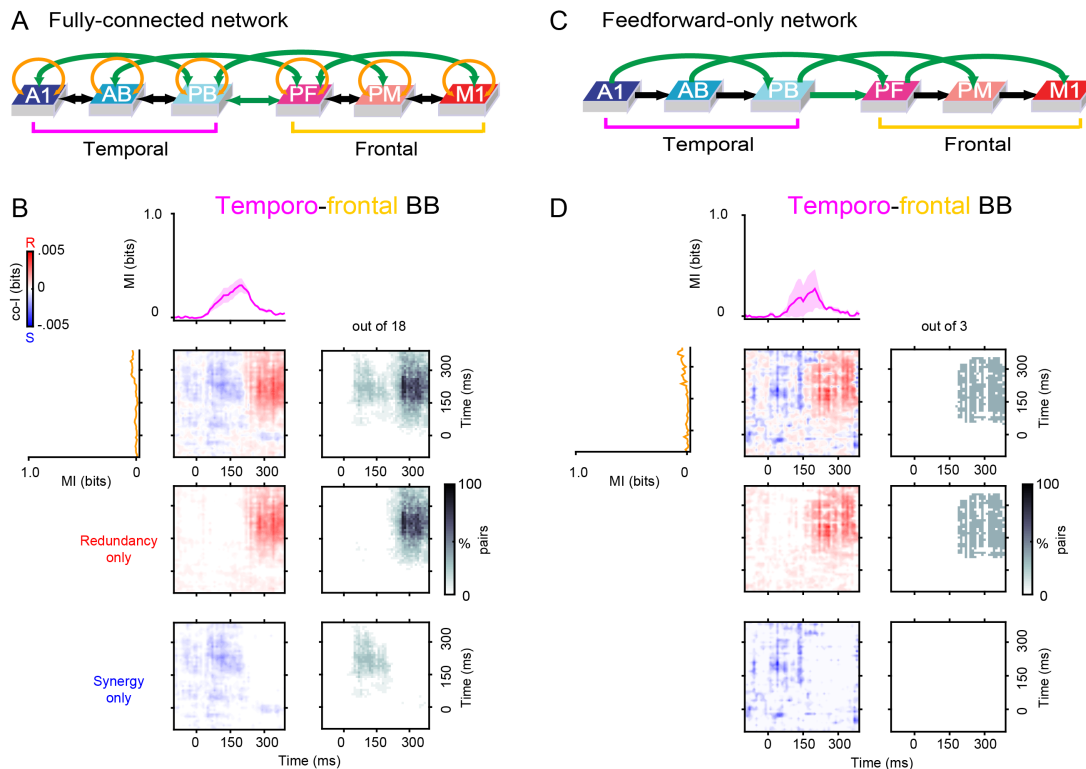 A Fully-connected network
A1 AB PB PF PM M1
Temporal Frontal
C Feedforward-only network
A1 AB PB PF PM M1
Temporal Frontal
B Temporo-frontal BB
R
.005
0
-.005
S
co-I (bits)
1.0
MI (bits)
0
out of 18
300
150
0
Time (ms)
1.0 0
MI (bits)
0 150 300
0 150 300
Redundancy
only
100
%
0
pairs
Synergy
only
300
150
0
Time (ms)
0 150 300
0 150 300
Time (ms)
D Temporo-frontal BB
1.0
MI (bits)
0
out of 3
300
150
0
Time (ms)
1.0 0
MI (bits)
0 150 300
0 150 300
100
%
0
pairs
300
150
0
Time (ms)
0 150 300
0 150 300
Time (ms)